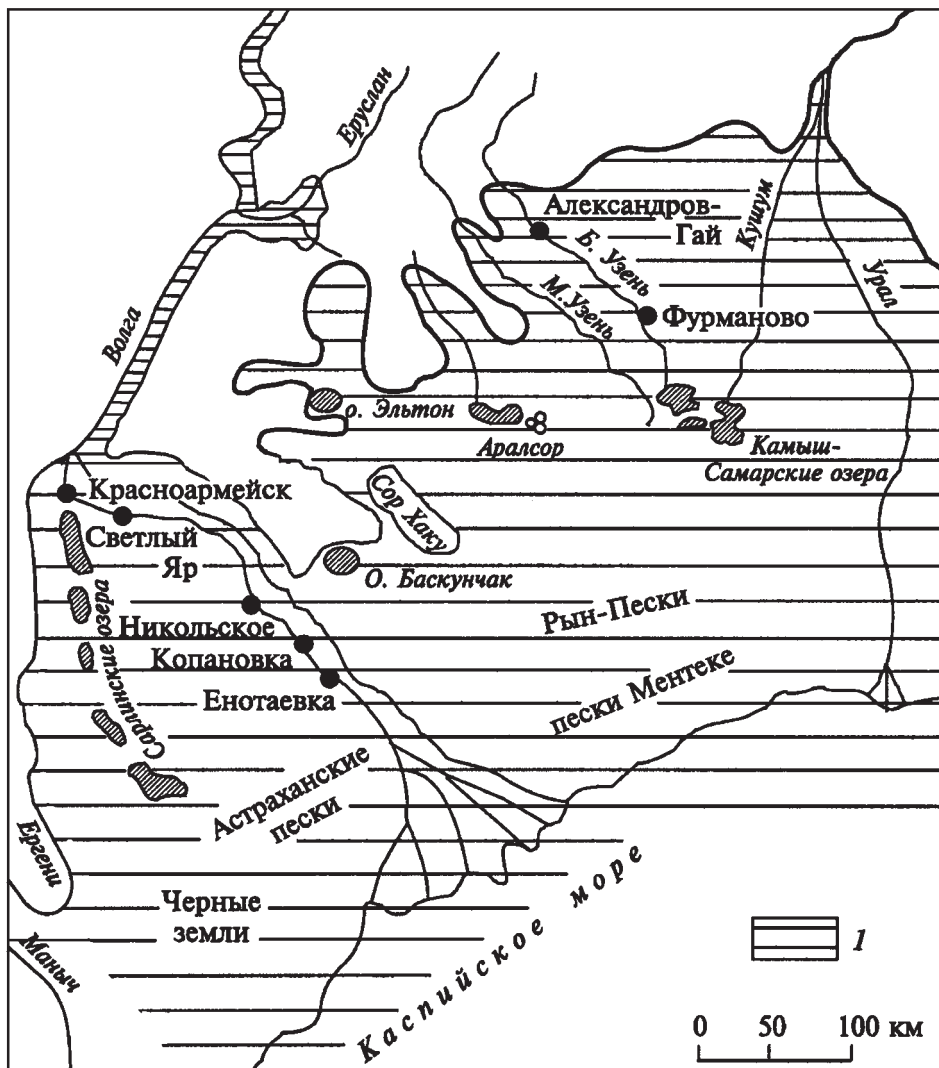 Еруслан
Волга
Александров-
Гай
Кушум
Б. Узень
М.Узень
Урал
Фурманово
о. Эльтон
Аралсор
Камыш-
Самарские озера
Красноармейск
Светлый
Яр
Сор Хаку
О. Баскунчак
Сарпинские озера
Никольское
Копановка
Енотаевка
Рын-Пески
пески Ментеке
Астраханские
пески
Ергени
Черные
земли
Маныч
Каспийское море
1
0 50 100 км